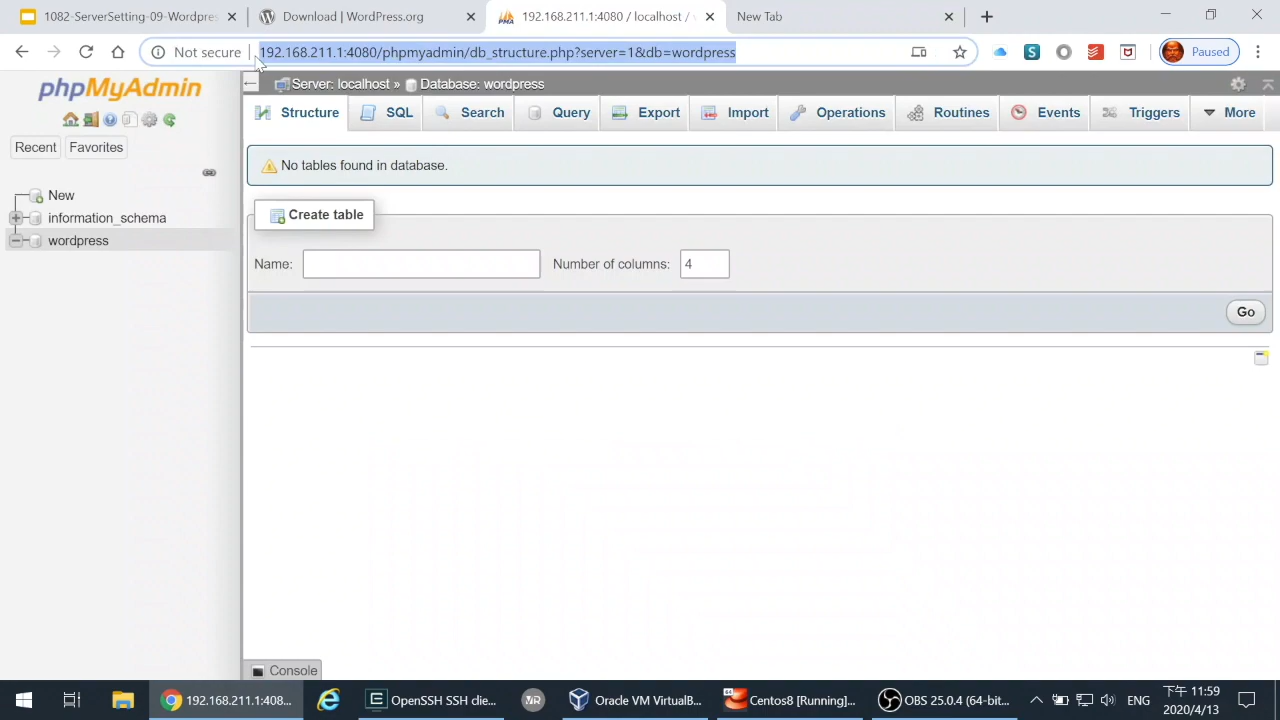 1082-ServerSetting-09-Wordpres
Download | WordPress.org
192.168.211.1:4080 / localhost /
New Tab
Not secure
192.168.211.1:4080/phpmyadmin/db_structure.php?server=1&db=wordpress
Paused
phpMyAdmin
Server: localhost » Database: wordpress
Structure
SQL
Search
Query
Export
Import
Operations
Routines
Events
Triggers
More
Recent
Favorites
No tables found in database.
New
information_schema
wordpress
Create table
Name:
Number of columns:
4
Go
Console
192.168.211.1:408...
OpenSSH SSH clie...
Oracle VM VirtualB...
Centos8 [Running]...
OBS 25.0.4 (64-bit...
ENG
下午 11:59
2020/4/13